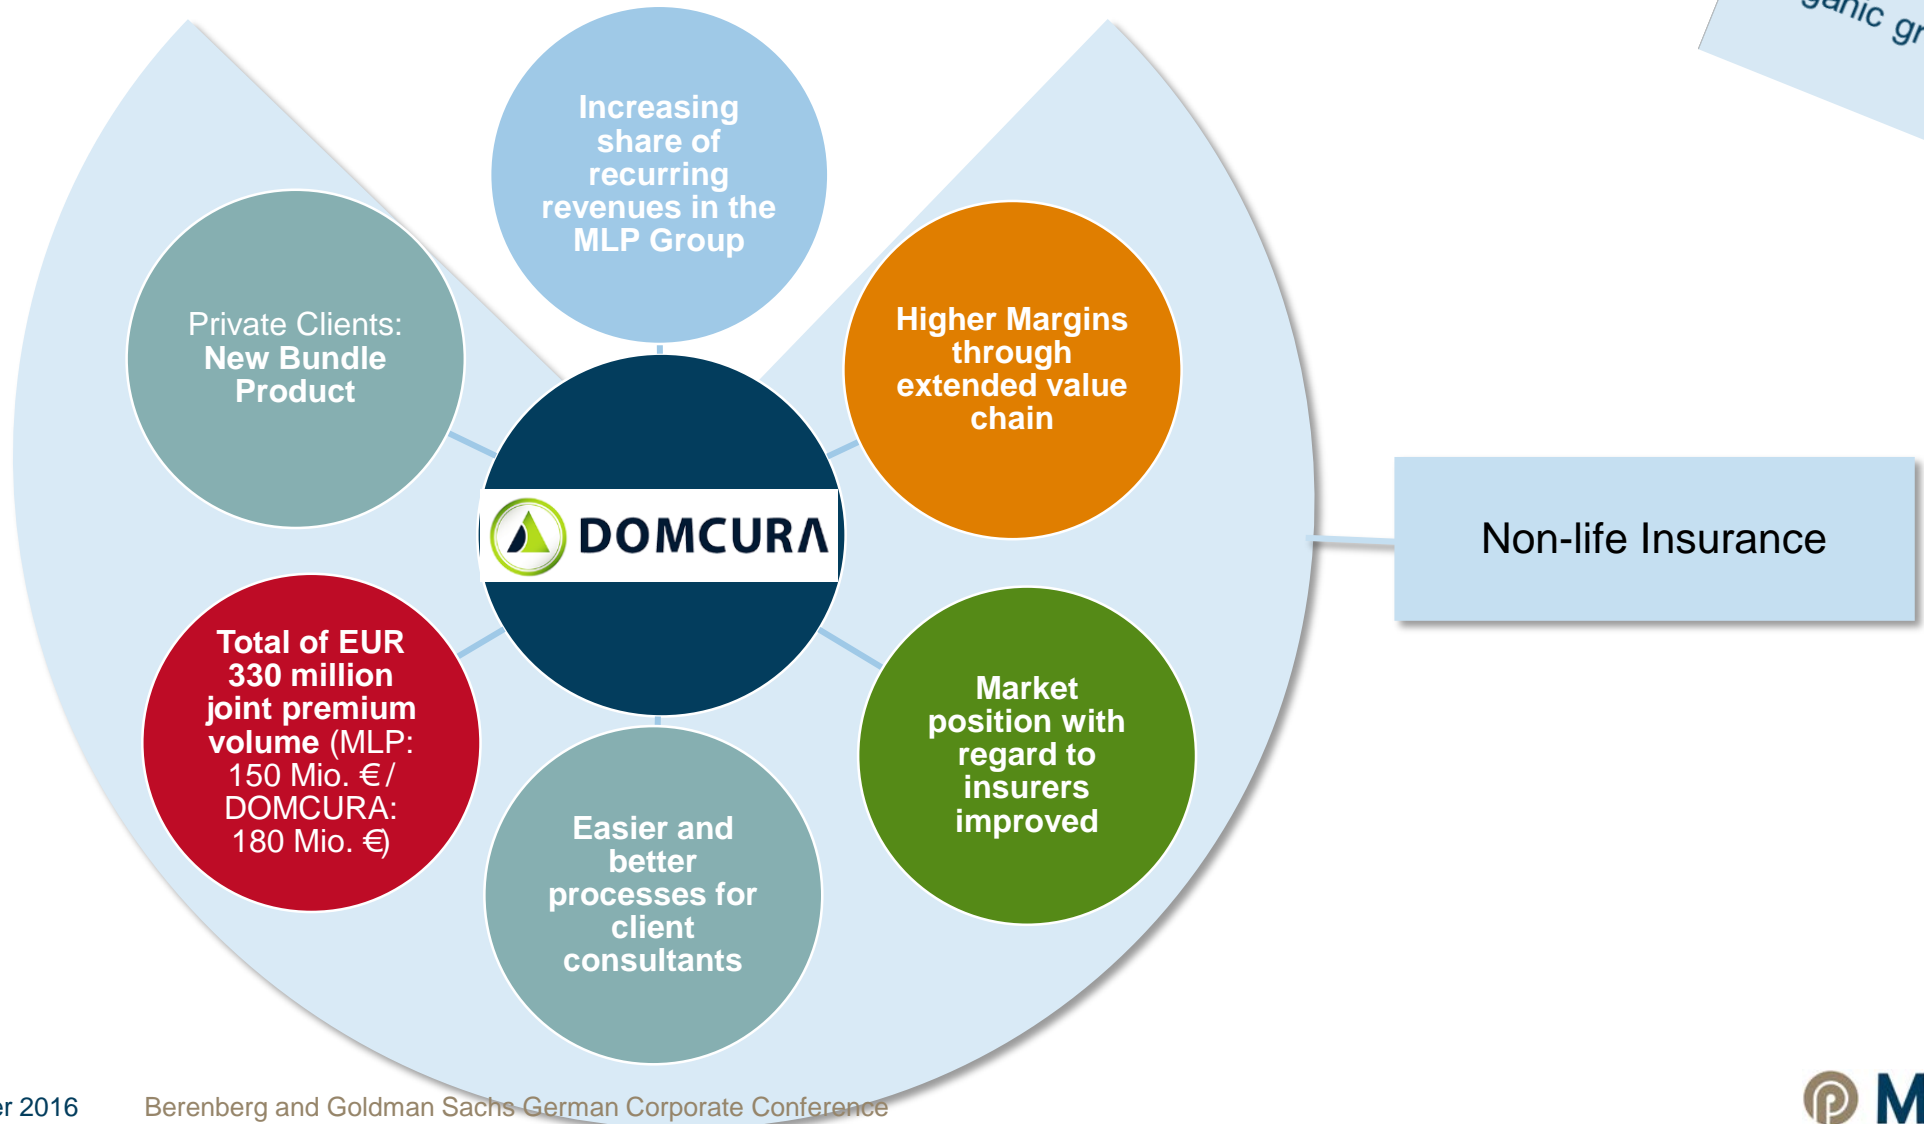 Increasing
share of
recurring
revenues in the
MLP Group
Private Clients:
New Bundle
Product
Higher Margins
through
extended value
chain
DOMCURA
Non-life Insurance
Total of EUR
330 million
joint premium
volume (MLP:
150 Mio. € /
DOMCURA:
180 Mio. €)
Market
position with
regard to
insurers
improved
Easier and
better
processes for
client
consultants
2016
Berenberg and Goldman Sachs German Corporate Conference